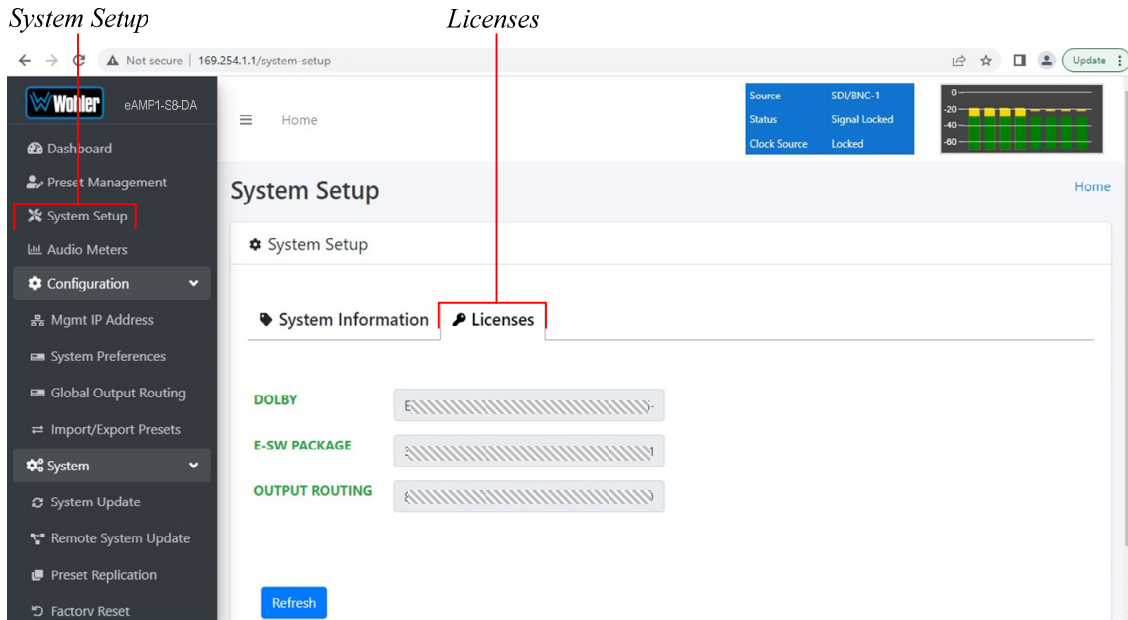 System Setup
Licenses
Not secure | 169.254.1.1/system-setup
Update
Wohler
eAMP1-S8-DA
Home
Source SDI/BNC-1
Status Signal Locked
Clock Source Locked
0
-20
-40
-60
Dashboard
Preset Management
System Setup
Audio Meters
Configuration
Mgmt IP Address
System Preferences
Global Output Routing
Import/Export Presets
System
System Update
Remote System Update
Preset Replication
Factory Reset
System Setup
Home
System Setup
System Information
Licenses
DOLBY
E-SW PACKAGE
OUTPUT ROUTING
Refresh